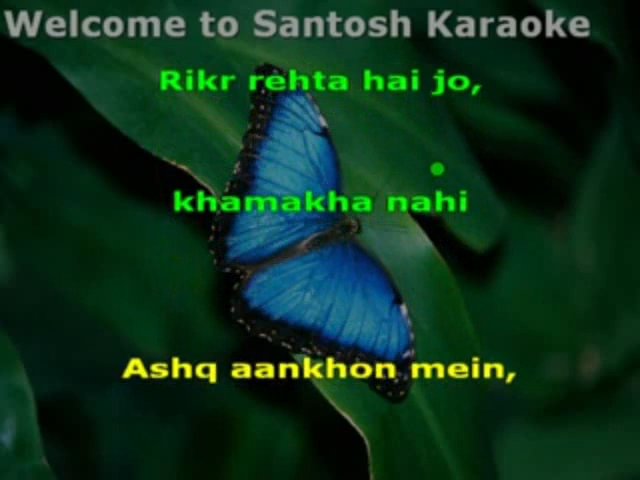 Welcome to Santosh Karaoke
Rikr rehta hai jo,
khamakha nahi
Ashq aankhon mein,